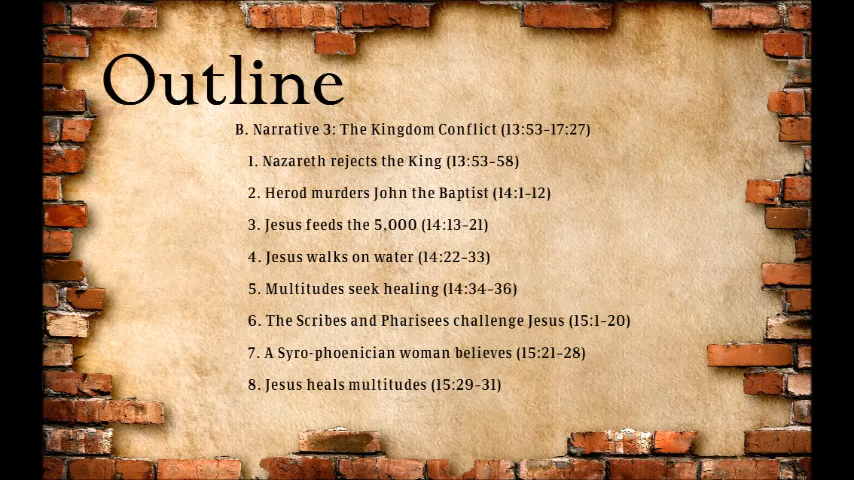 Outline
B. Narrative 3: The Kingdom Conflict (13:53-17:27)
1. Nazareth rejects the King (13:53-58)
2. Herod murders John the Baptist (14:1-12)
3. Jesus feeds the 5,000 (14:13-21)
4. Jesus walks on water (14:22-33)
5. Multitudes seek healing (14:34-36)
6. The Scribes and Pharisees challenge Jesus (15:1-20)
7. A Syro-phoenician woman believes (15:21-28)
8. Jesus heals multitudes (15:29-31)